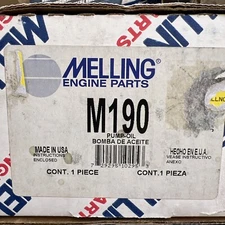 MELLING
ENGINE PARTS
M190
PUMP-OIL
BOMBA DE ACEITE
MADE IN USA
INSTRUCTIONS
ENCLOSED
HECHO EN E.U.A.
VEASE INSTRUCTIVO
ANEXO
CONT. 1 PIECE
CONT. 1 PIEZA